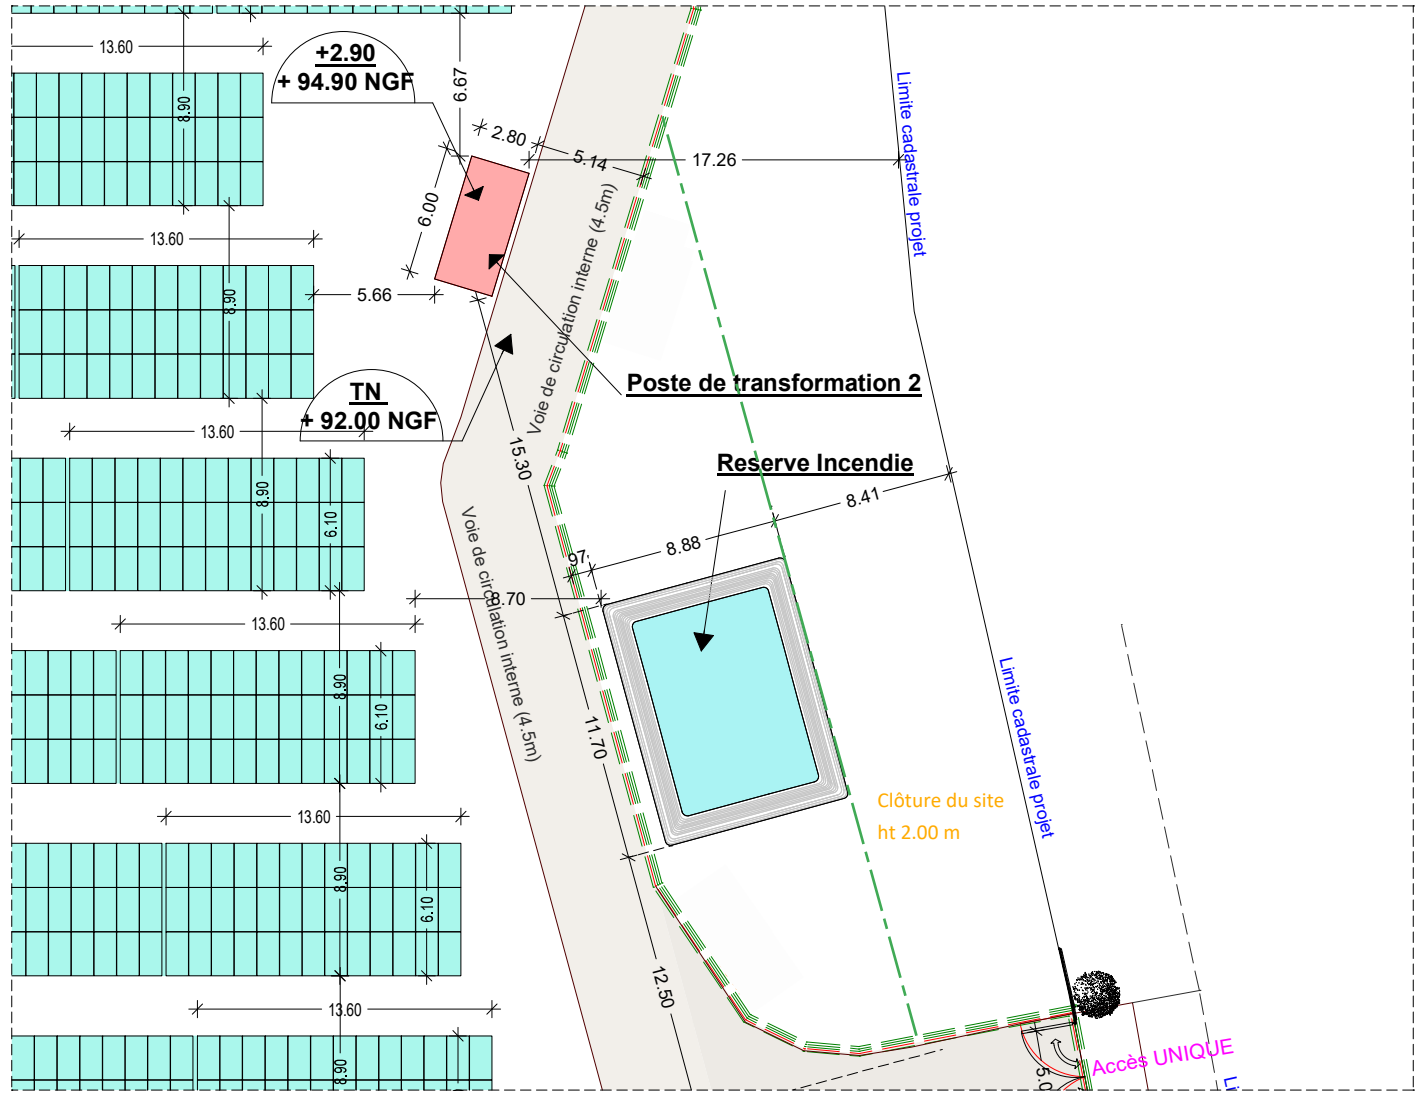 13.60
+2.90
+ 94.90 NGF
6.67
8.90
2.80
5.14
17.26
Limite cadastrale projet
6.00
Voie de circulation interne (4.5m)
13.60
8.90
5.66
TN
+ 92.00 NGF
Poste de transformation 2
13.60
15.30
8.90
6.10
Reserve Incendie
8.41
8.88
97
8.70
Voie de circulation interne (4.5m)
13.60
8.90
6.10
11.70
Limite cadastrale projet
Clôture du site
ht 2.00 m
13.60
8.90
6.10
12.50
13.60
8.90
5.0
Accès UNIQUE
Li